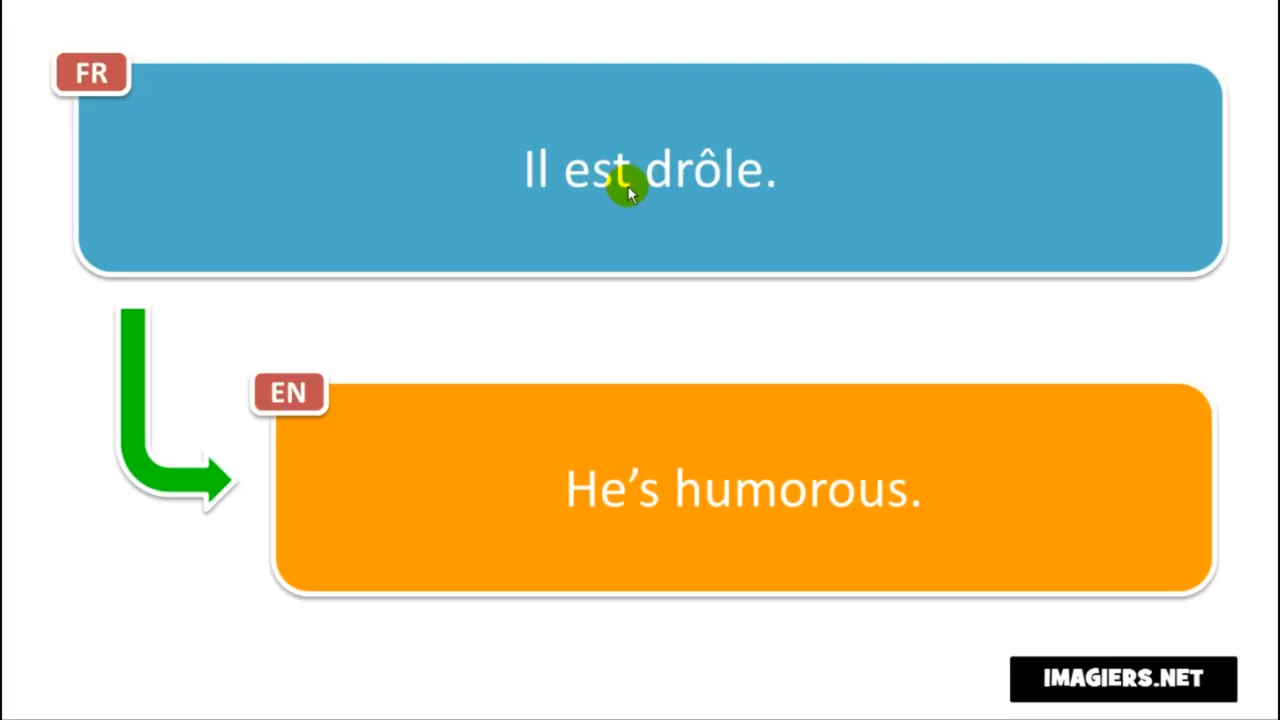 FR
Il est drôle.
EN
He’s humorous.
IMAGIERS.NET